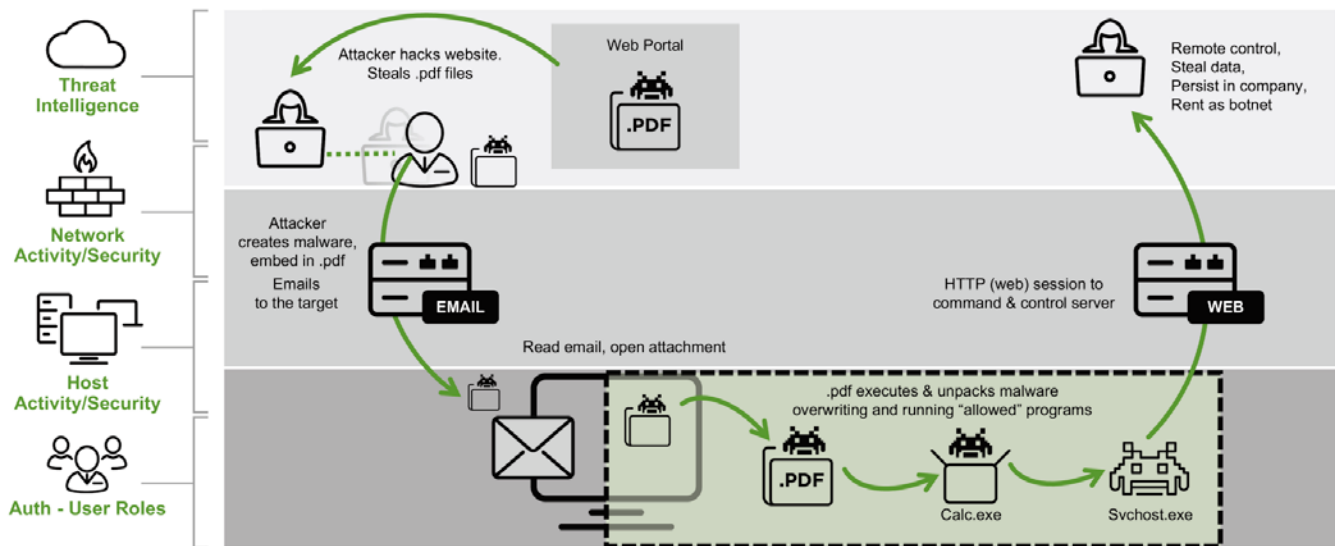 Threat
Intelligence
Network
Activity/Security
Host
Activity/Security
Auth - User Roles
Attacker hacks website.
Steals .pdf files
Web Portal
.PDF
Remote control,
Steal data,
Persist in company,
Rent as botnet
Attacker
creates malware,
embed in .pdf
Emails
to the target
EMAIL
HTTP (web) session to
command & control server
WEB
Read email, open attachment
.pdf executes & unpacks malware
overwriting and running “allowed” programs
.PDF
Calc.exe
Svchost.exe